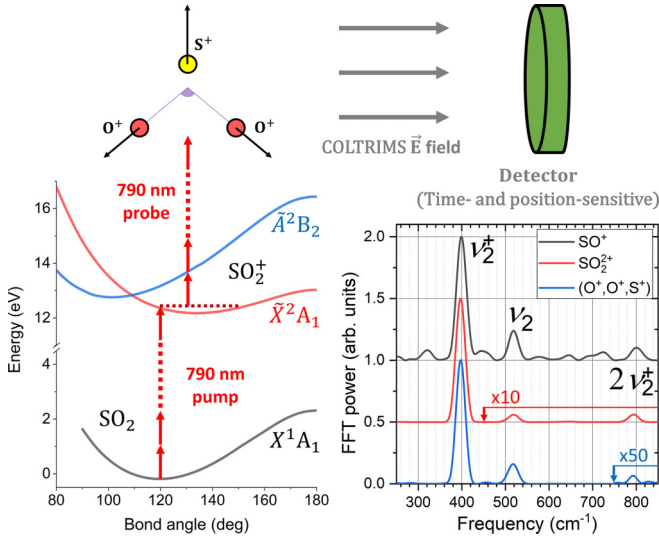 S⁺
O⁺
O⁺
COLTRIMS E⃗ field
Detector
(Time- and position-sensitive)
790 nm
probe
790 nm
pump
Ã²B₂
SO₂⁺
X̃²A₁
SO₂
X¹A₁
Energy (eV)
16
14
12
2
0
80 100 120 140 160 180
Bond angle (deg)
FFT power (arb. units)
2.0
1.5
1.0
0.5
0.0
ν₂⁺
ν₂
2ν₂⁺
SO⁺
SO₂²⁺
(O⁺,O⁺,S⁺)
x10
x50
300 400 500 600 700 800
Frequency (cm⁻¹)